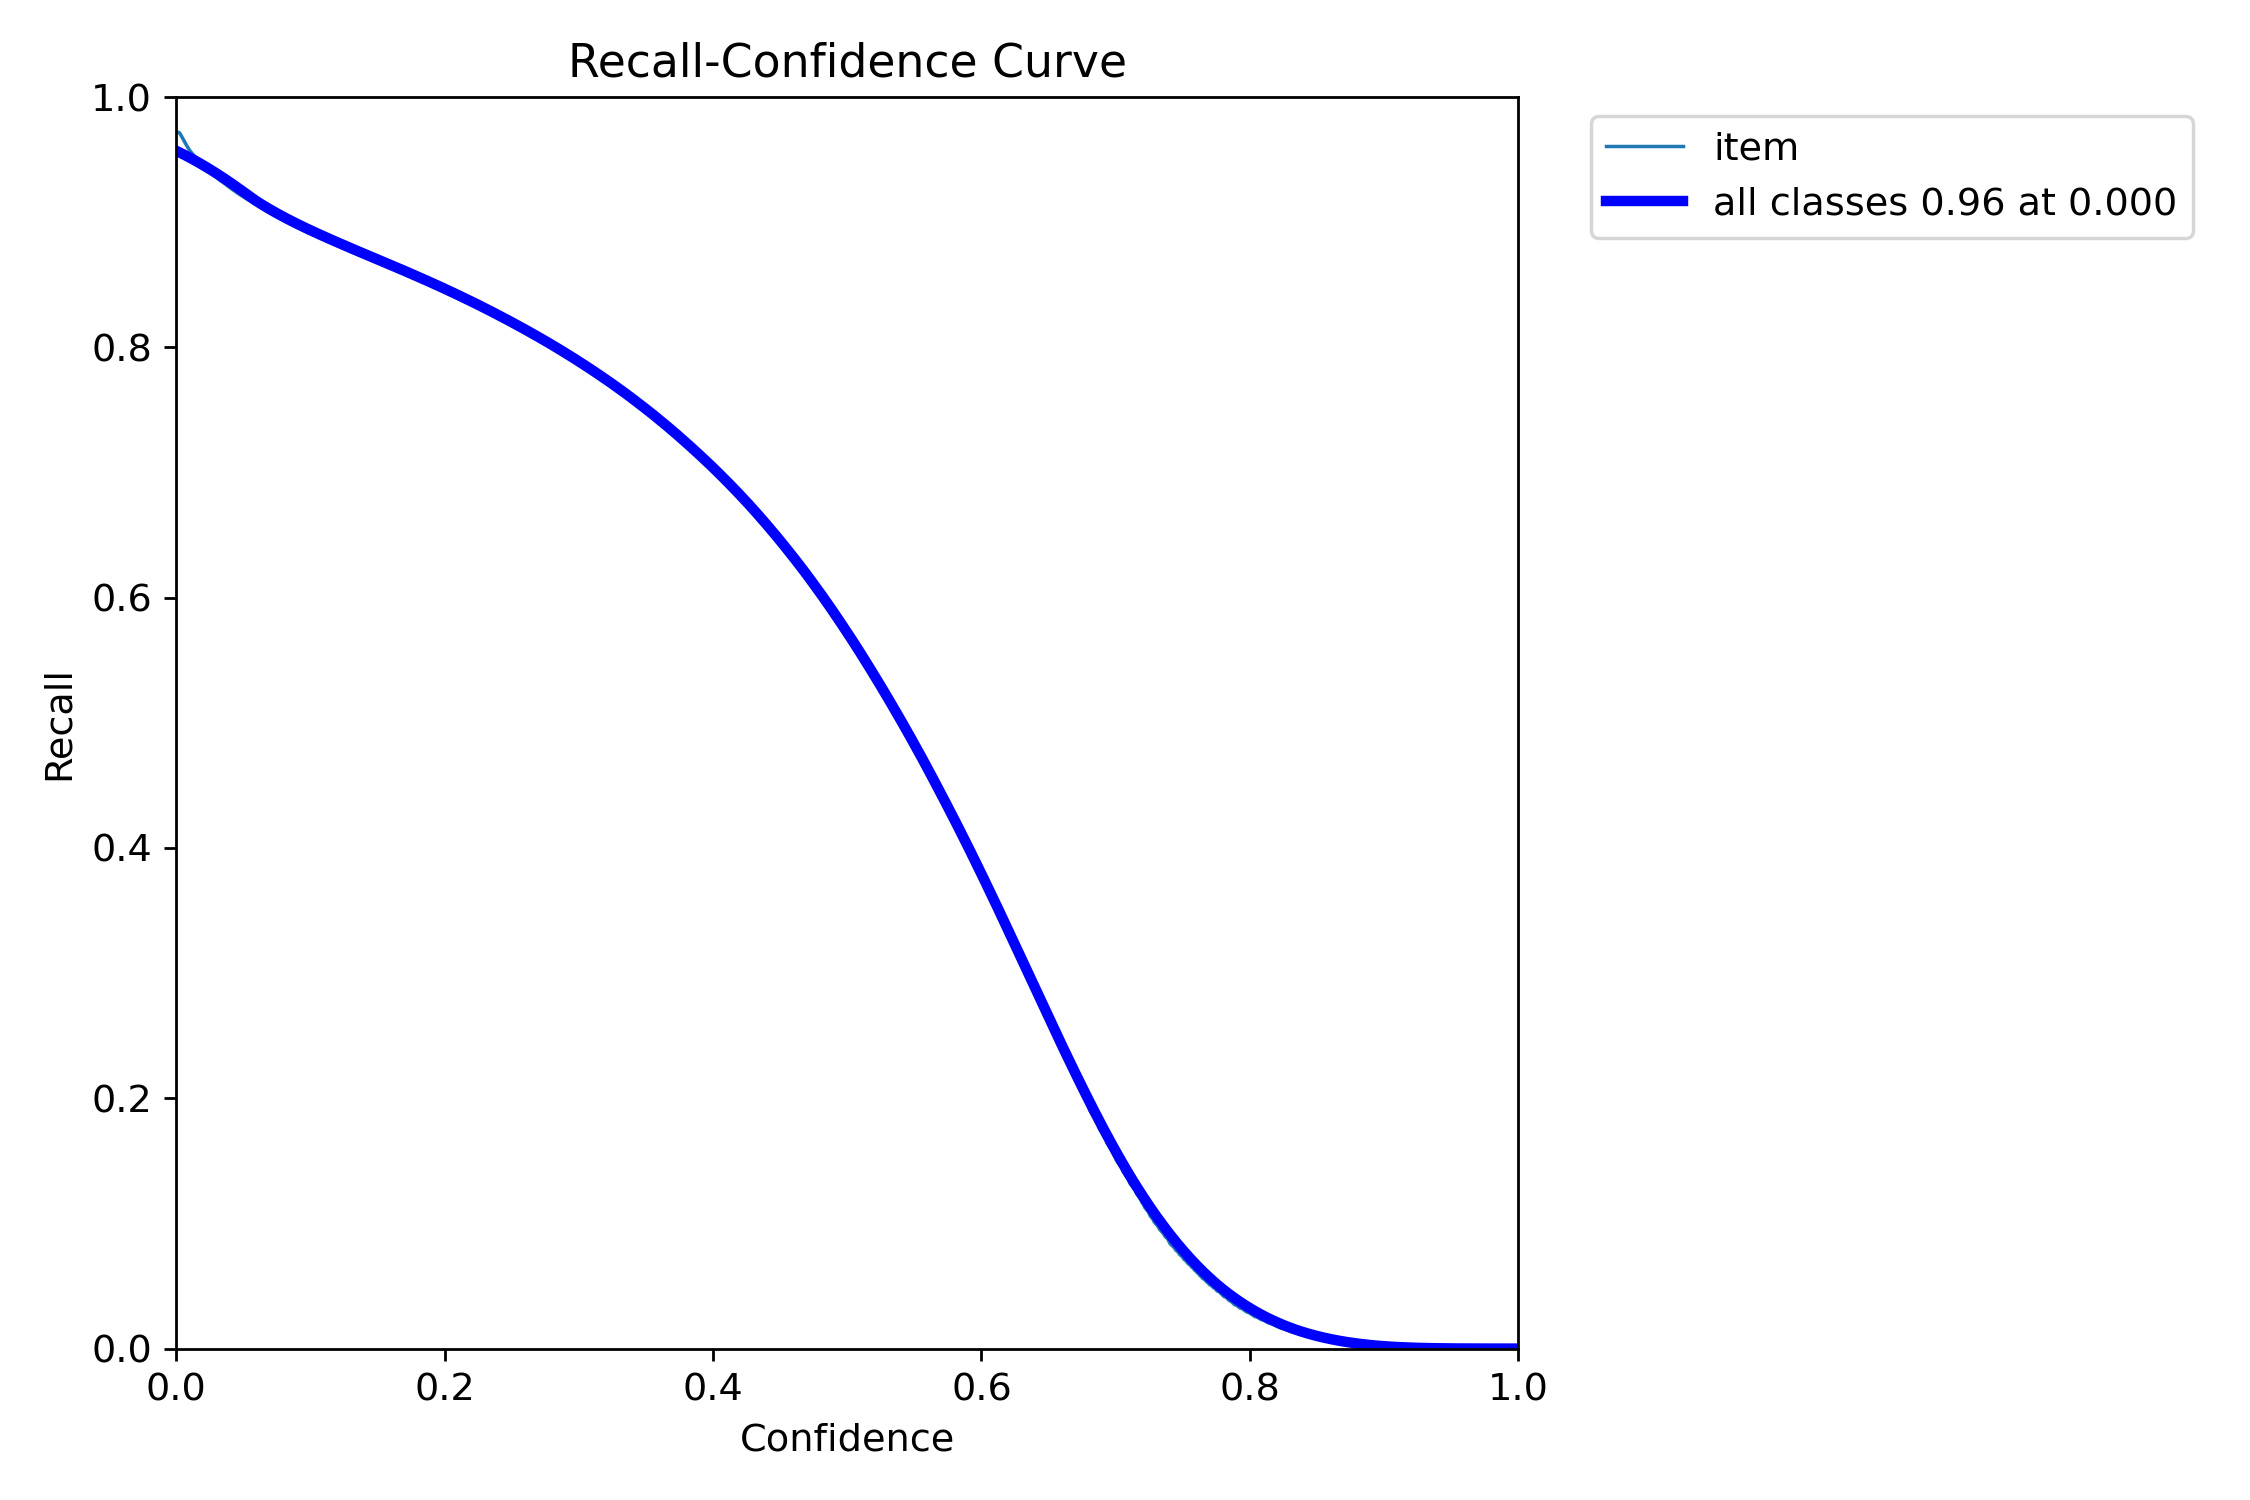 Recall-Confidence Curve
item
all classes 0.96 at 0.000
1.0
0.8
0.6
0.4
0.2
0.0
Recall
0.0 0.2 0.4 0.6 0.8 1.0
Confidence